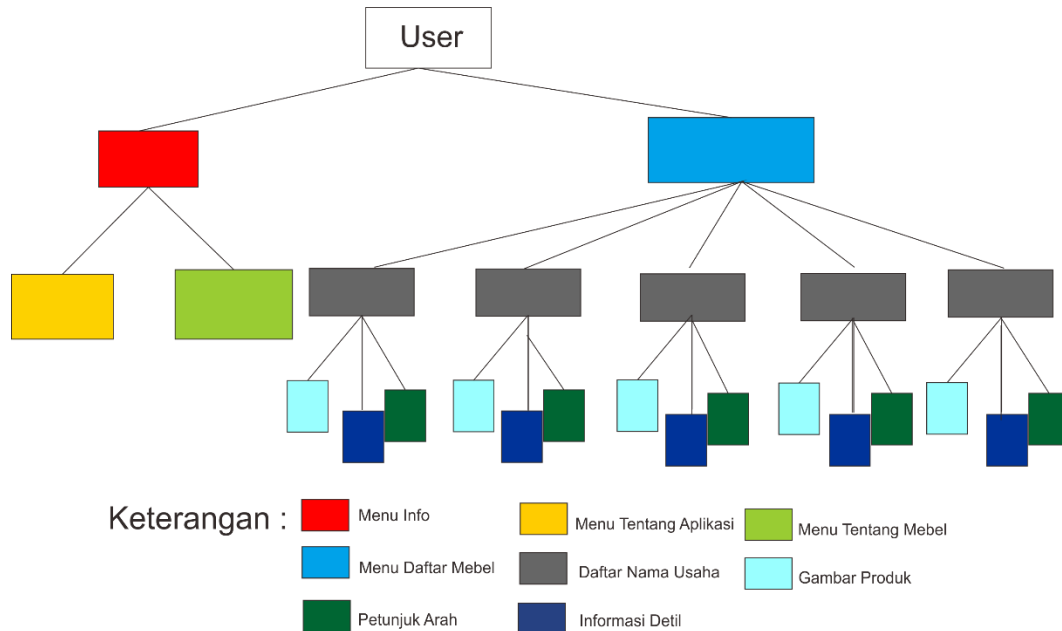 User
Keterangan :
Menu Info
Menu Tentang Aplikasi
Menu Tentang Mebel
Menu Daftar Mebel
Daftar Nama Usaha
Gambar Produk
Petunjuk Arah
Informasi Detil